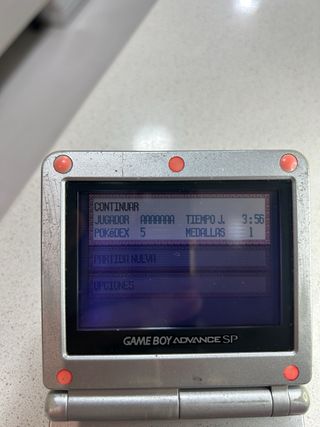 CONTINUAR
JUGADOR AAAAAAA TIEMPO J. 3:56
POKéDEX 5 MEDALLAS 1
PARTIDA NUEVA
OPCIONES
GAME BOY ADVANCE SP